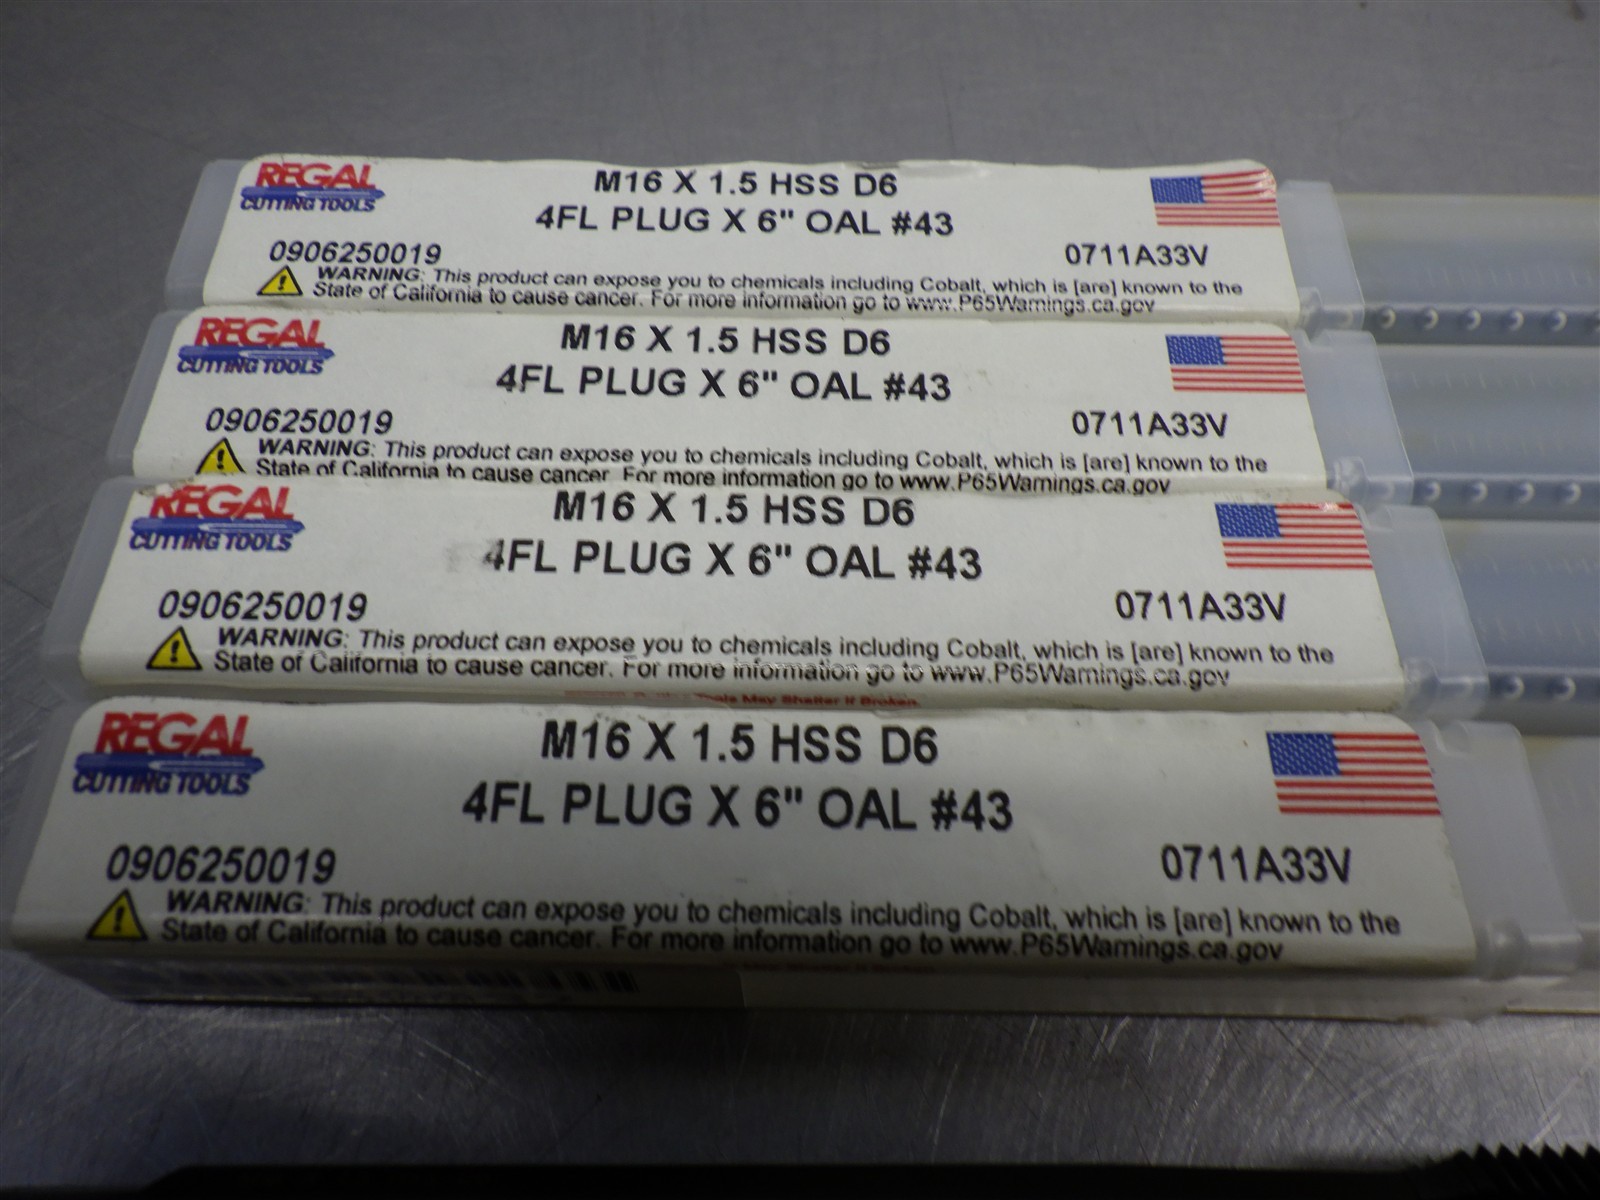 REGAL
CUTTING TOOLS
M16 X 1.5 HSS D6
4FL PLUG X 6" OAL #43
0906250019
0711A33V
WARNING: This product can expose you to chemicals including Cobalt, which is [are] known to the
State of California to cause cancer. For more information go to www.P65Warnings.ca.gov
REGAL
CUTTING TOOLS
M16 X 1.5 HSS D6
4FL PLUG X 6" OAL #43
0906250019
0711A33V
WARNING: This product can expose you to chemicals including Cobalt, which is [are] known to the
State of California to cause cancer. For more information go to www.P65Warnings.ca.gov
REGAL
CUTTING TOOLS
M16 X 1.5 HSS D6
4FL PLUG X 6" OAL #43
0906250019
0711A33V
WARNING: This product can expose you to chemicals including Cobalt, which is [are] known to the
State of California to cause cancer. For more information go to www.P65Warnings.ca.gov
Tools May Shatter If Broken.
REGAL
CUTTING TOOLS
M16 X 1.5 HSS D6
4FL PLUG X 6" OAL #43
0906250019
0711A33V
WARNING: This product can expose you to chemicals including Cobalt, which is [are] known to the
State of California to cause cancer. For more information go to www.P65Warnings.ca.gov